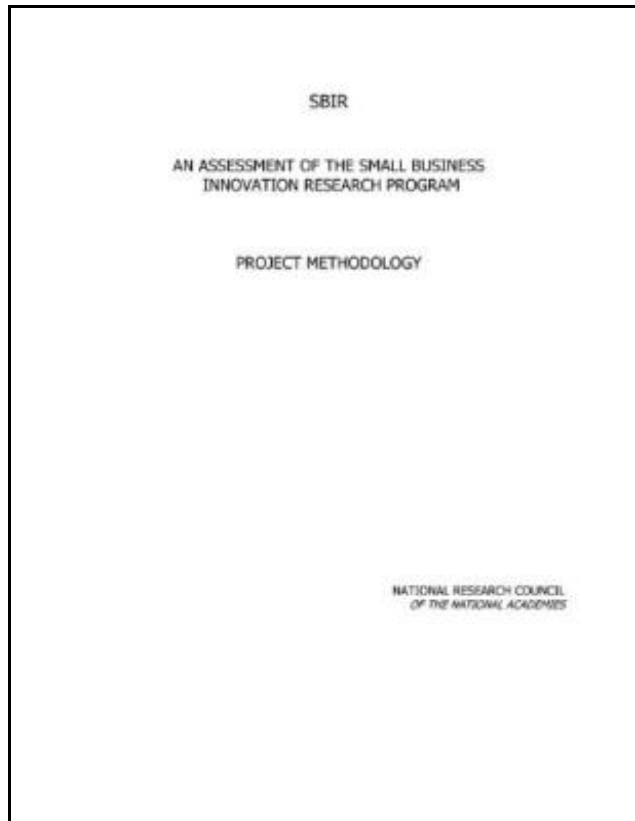 SBIR
AN ASSESSMENT OF THE SMALL BUSINESS
INNOVATION RESEARCH PROGRAM
PROJECT METHODOLOGY
NATIONAL RESEARCH COUNCIL
OF THE NATIONAL ACADEMIES